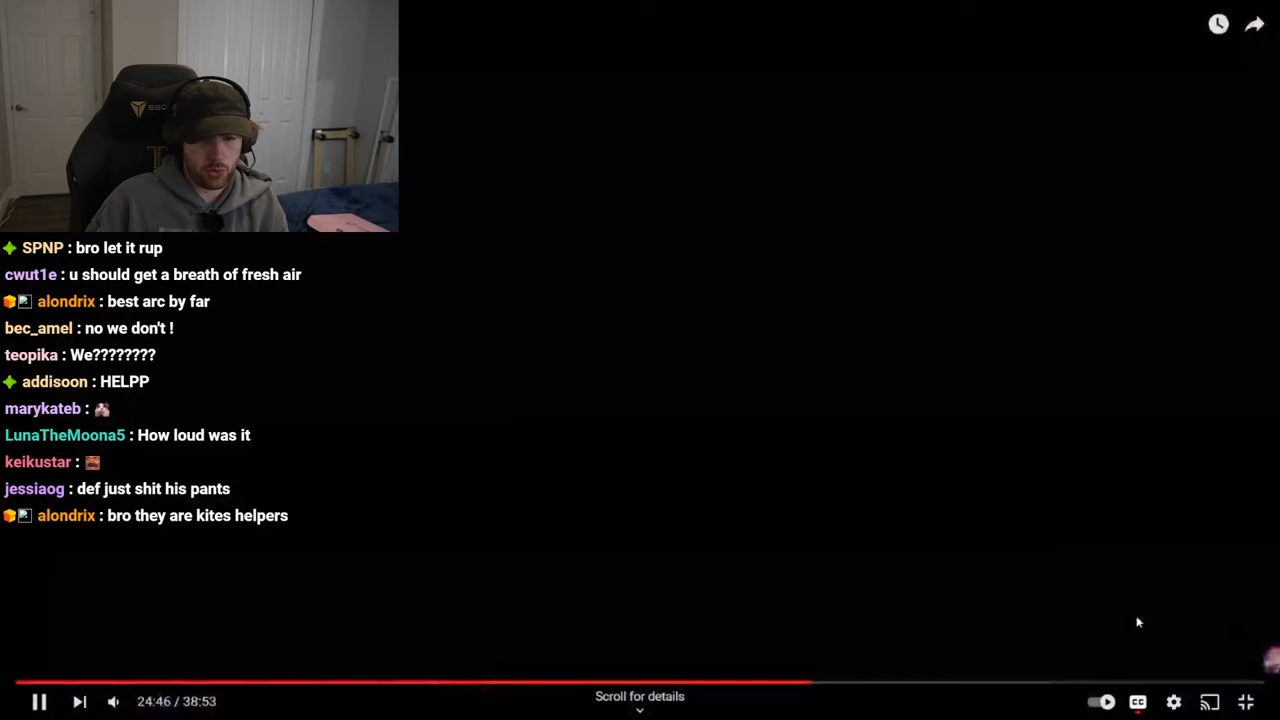 SPNP : bro let it rup
cwut1e : u should get a breath of fresh air
alondrix : best arc by far
bec_amel : no we don't !
teopika : We????????
addisoon : HELPP
marykateb :
LunaTheMoona5 : How loud was it
keikustar :
jessiaog : def just shit his pants
alondrix : bro they are kites helpers
Scroll for details
24:46 / 38:53
CC